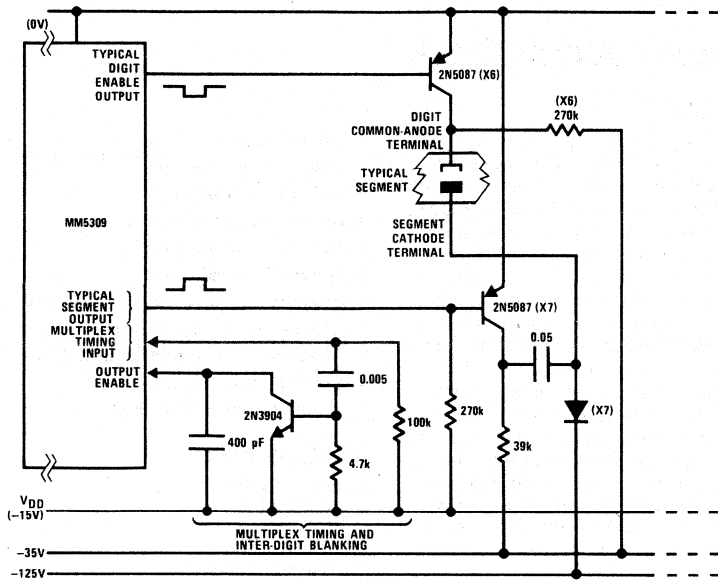 (0V)
TYPICAL
DIGIT
ENABLE
OUTPUT
2N5087 (X6)
DIGIT
COMMON-ANODE
TERMINAL
(X6)
270k
TYPICAL
SEGMENT
MM5309
SEGMENT
CATHODE
TERMINAL
TYPICAL
SEGMENT
OUTPUT
2N5087 (X7)
MULTIPLEX
TIMING
INPUT
0.05
OUTPUT
ENABLE
0.005
2N3904
100k
270k
(X7)
400 pF
4.7k
39k
VDD
(-15V)
MULTIPLEX TIMING AND
INTER-DIGIT BLANKING
-35V
-125V